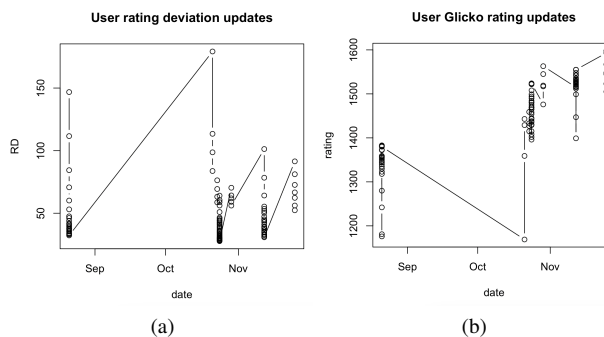 User rating deviation updates
RD
150
100
50
Sep
Oct
Nov
date
(a)
User Glicko rating updates
rating
1600
1500
1400
1300
1200
Sep
Oct
Nov
date
(b)